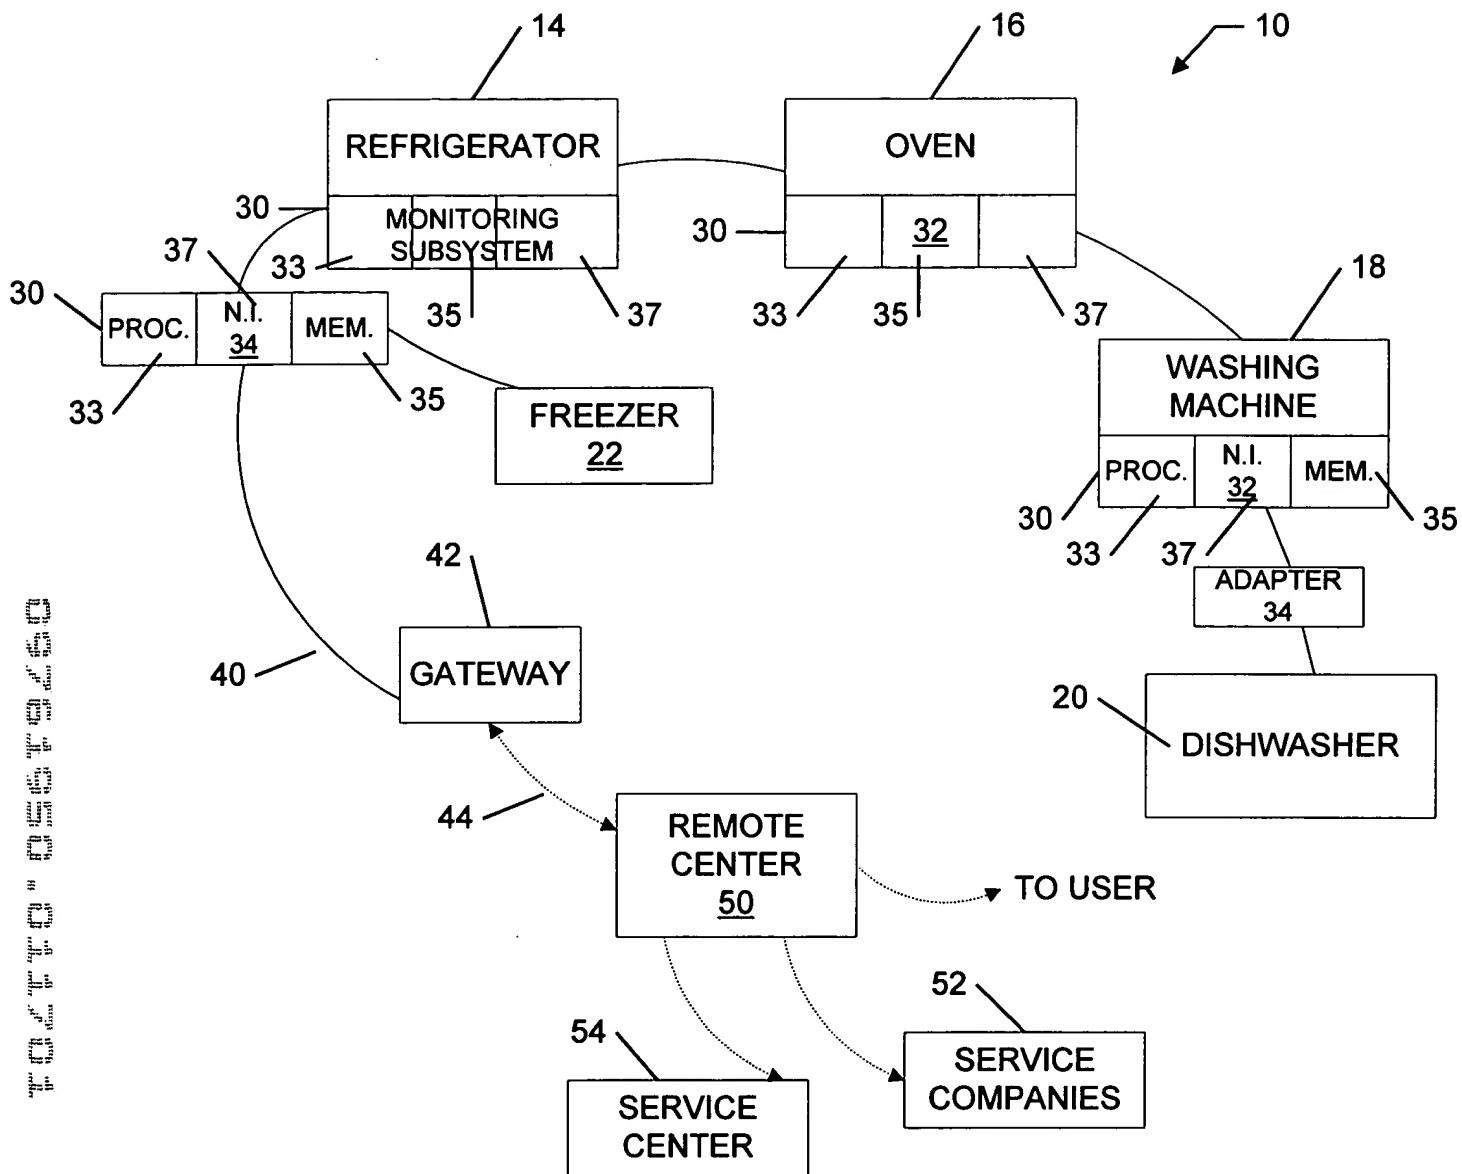 14
16
10
REFRIGERATOR
OVEN
30
MONITORING
SUBSYSTEM
30
32
37
33
18
30
PROC.
N.I.
34
MEM.
35
37
33
35
37
WASHING
MACHINE
33
35
FREEZER
22
PROC.
N.I.
32
MEM.
30
35
33
37
42
ADAPTER
34
GATEWAY
40
20
DISHWASHER
44
REMOTE
CENTER
50
TO USER
52
54
SERVICE
COMPANIES
SERVICE
CENTER
09761950.011701